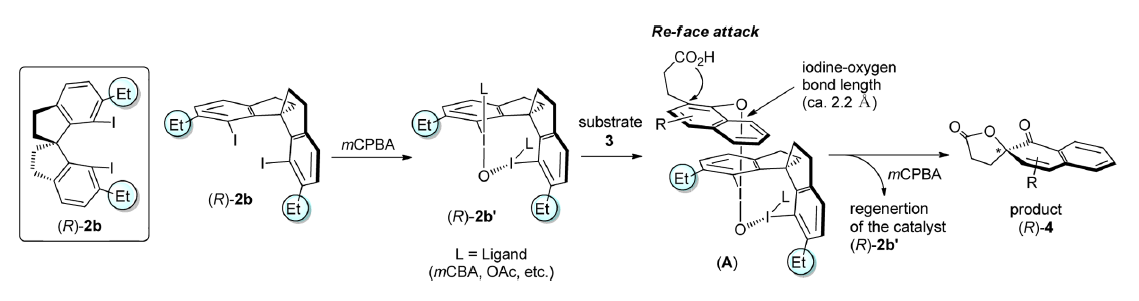 Et
I
I
Et
(R)-2b
Et
I
I
Et
(R)-2b
mCPBA
L
Et
I
L
O
I
Et
(R)-2b'
L = Ligand
(mCBA, OAc, etc.)
substrate
3
Re-face attack
CO2H
O
R
iodine-oxygen
bond length
(ca. 2.2 Å)
Et
I
L
O
I
Et
(A)
mCPBA
regenertion
of the catalyst
(R)-2b'
O
O
O
*
R
product
(R)-4